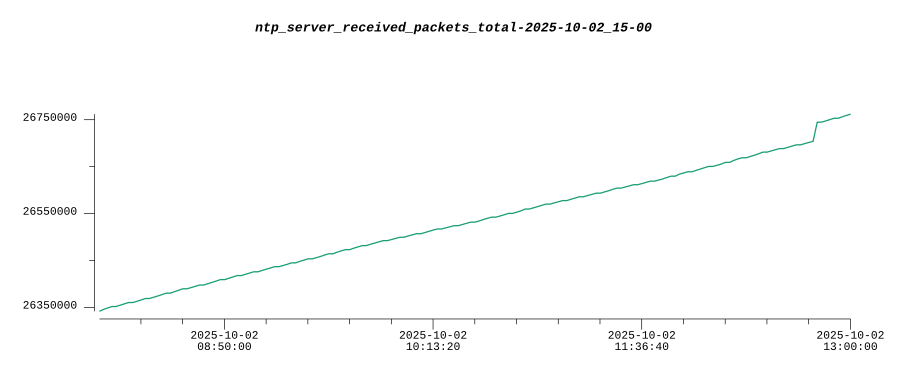 ntp_server_received_packets_total-2025-10-02_15-00
26750000
26550000
26350000
2025-10-02 2025-10-02 2025-10-02 2025-10-02
08:50:00 10:13:20 11:36:40 13:00:00